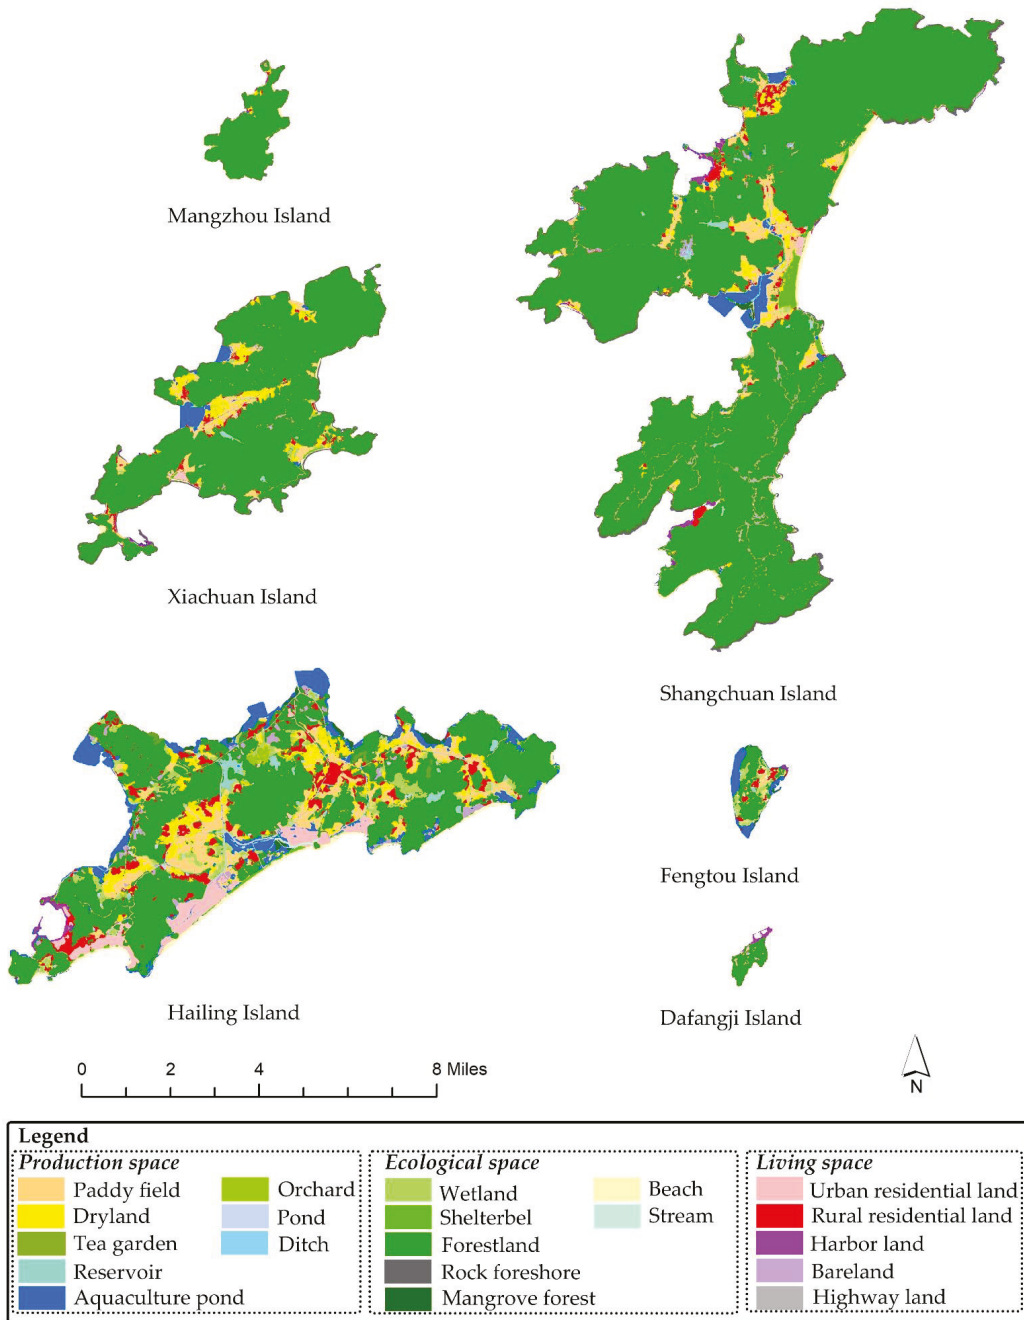 Mangzhou Island
Xiachuan Island
Shangchuan Island
Hailing Island
Fengtou Island
Dafangji Island
0 2 4 8 Miles
N
Legend
Production space
Paddy field
Dryland
Tea garden
Reservoir
Aquaculture pond
Orchard
Pond
Ditch
Ecological space
Wetland
Shelterbel
Forestland
Rock foreshore
Mangrove forest
Beach
Stream
Living space
Urban residential land
Rural residential land
Harbor land
Bareland
Highway land